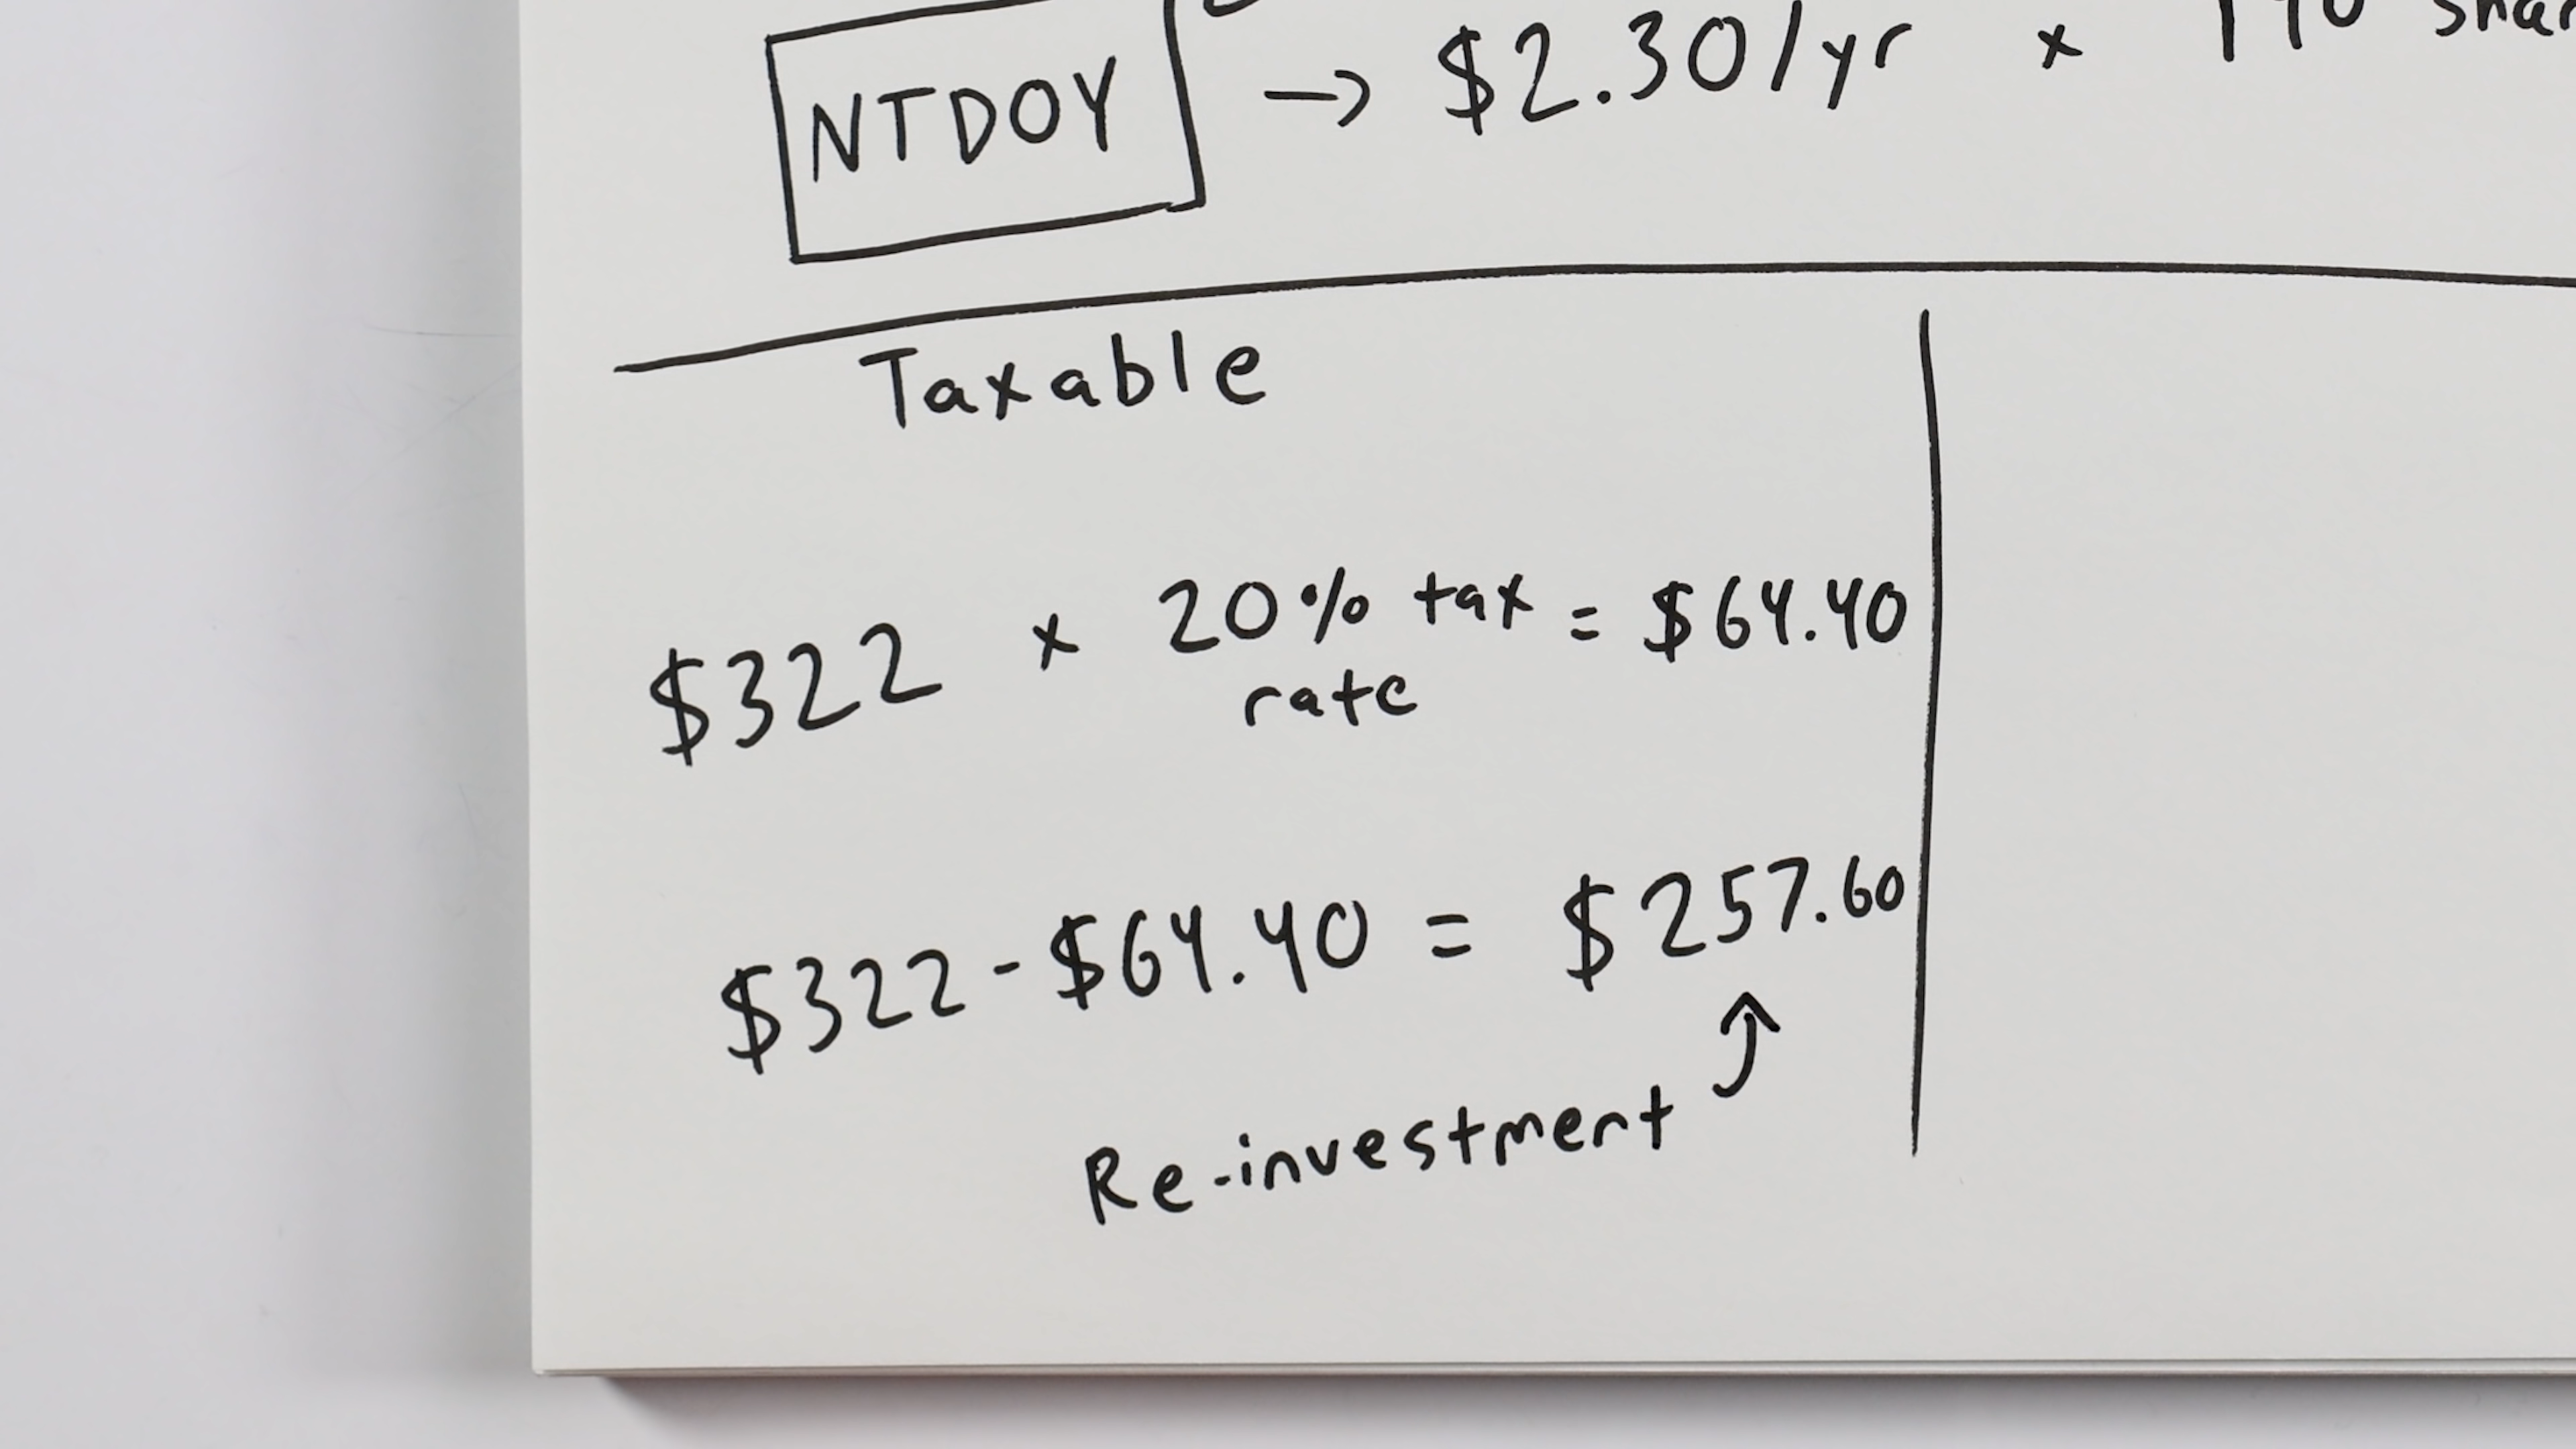 NTDOY → $2.30/yr x
Taxable
$322 x 20% tax = $64.40
rate
$322 - $64.40 = $257.60
Re-investment